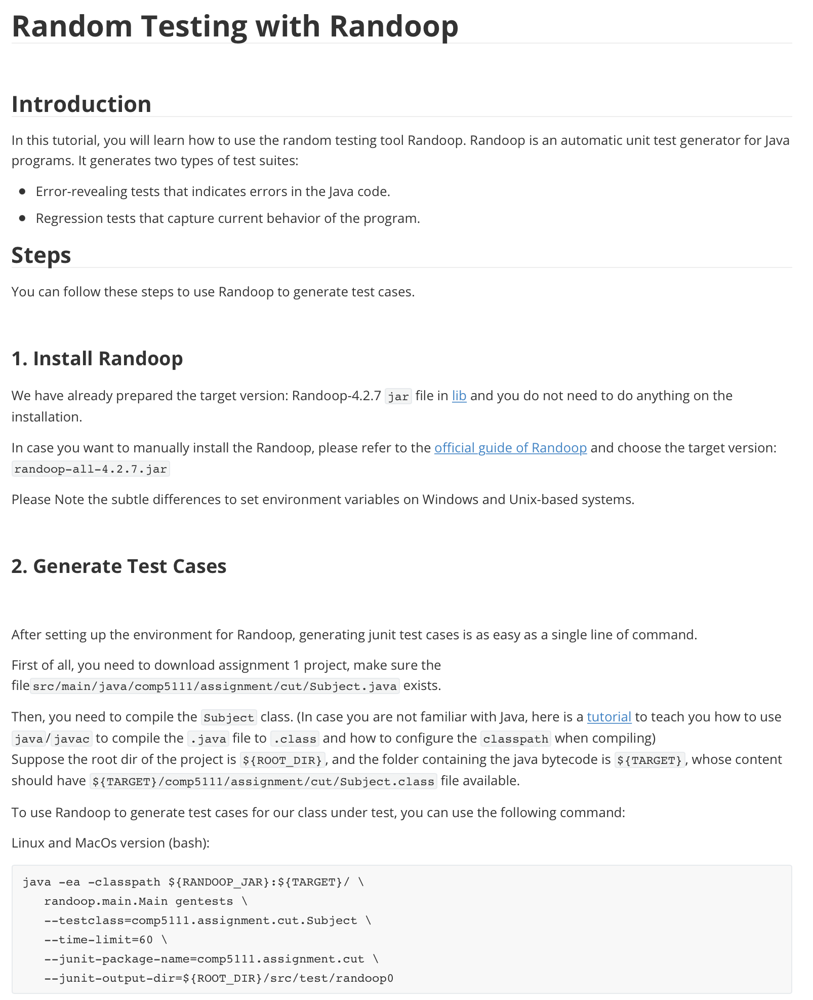 Random Testing with Randoop
Introduction
In this tutorial, you will learn how to use the random testing tool Randoop. Randoop is an automatic unit test generator for Java
programs. It generates two types of test suites:
● Error-revealing tests that indicates errors in the Java code.
● Regression tests that capture current behavior of the program.
Steps
You can follow these steps to use Randoop to generate test cases.
1. Install Randoop
We have already prepared the target version: Randoop-4.2.7 jar file in lib and you do not need to do anything on the
installation.
In case you want to manually install the Randoop, please refer to the official guide of Randoop and choose the target version:
randoop-all-4.2.7.jar
Please Note the subtle differences to set environment variables on Windows and Unix-based systems.
2. Generate Test Cases
After setting up the environment for Randoop, generating junit test cases is as easy as a single line of command.
First of all, you need to download assignment 1 project, make sure the
file src/main/java/comp5111/assignment/cut/Subject.java exists.
Then, you need to compile the Subject class. (In case you are not familiar with Java, here is a tutorial to teach you how to use
java/javac to compile the .java file to .class and how to configure the classpath when compiling)
Suppose the root dir of the project is ${ROOT_DIR}, and the folder containing the java bytecode is ${TARGET}, whose content
should have ${TARGET}/comp5111/assignment/cut/Subject.class file available.
To use Randoop to generate test cases for our class under test, you can use the following command:
Linux and MacOs version (bash):
java -ea -classpath ${RANDOOP_JAR}:${TARGET}/ \
   randoop.main.Main gentests \
   --testclass=comp5111.assignment.cut.Subject \
   --time-limit=60 \
   --junit-package-name=comp5111.assignment.cut \
   --junit-output-dir=${ROOT_DIR}/src/test/randoop0